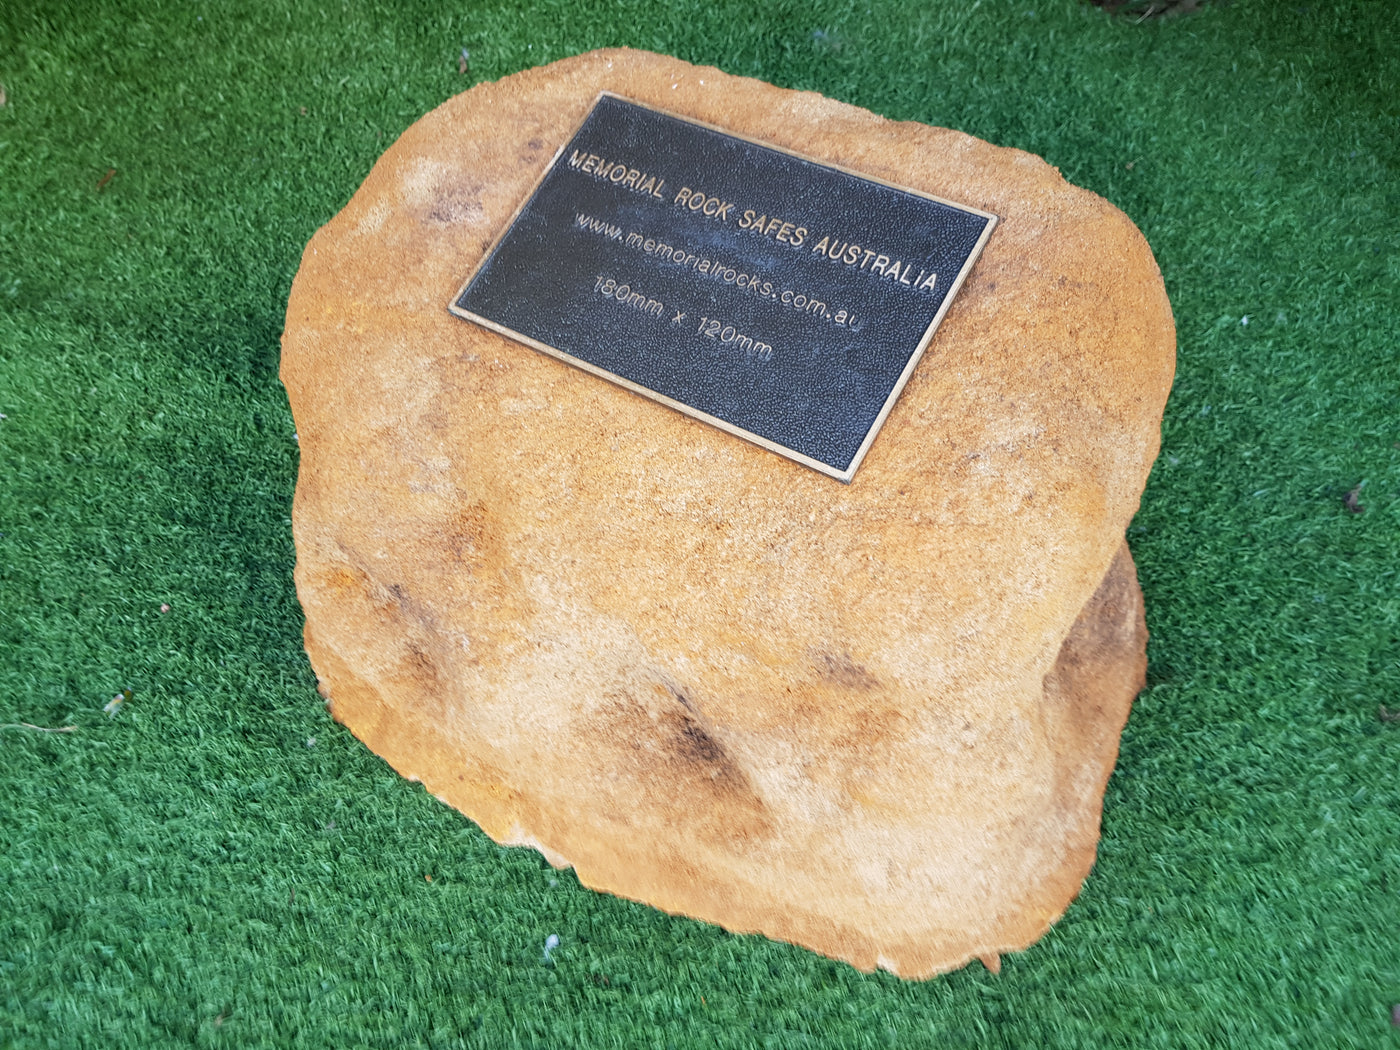 MEMORIAL ROCK SAFES AUSTRALIA
www.memorialrocks.com.au
180mm x 120mm